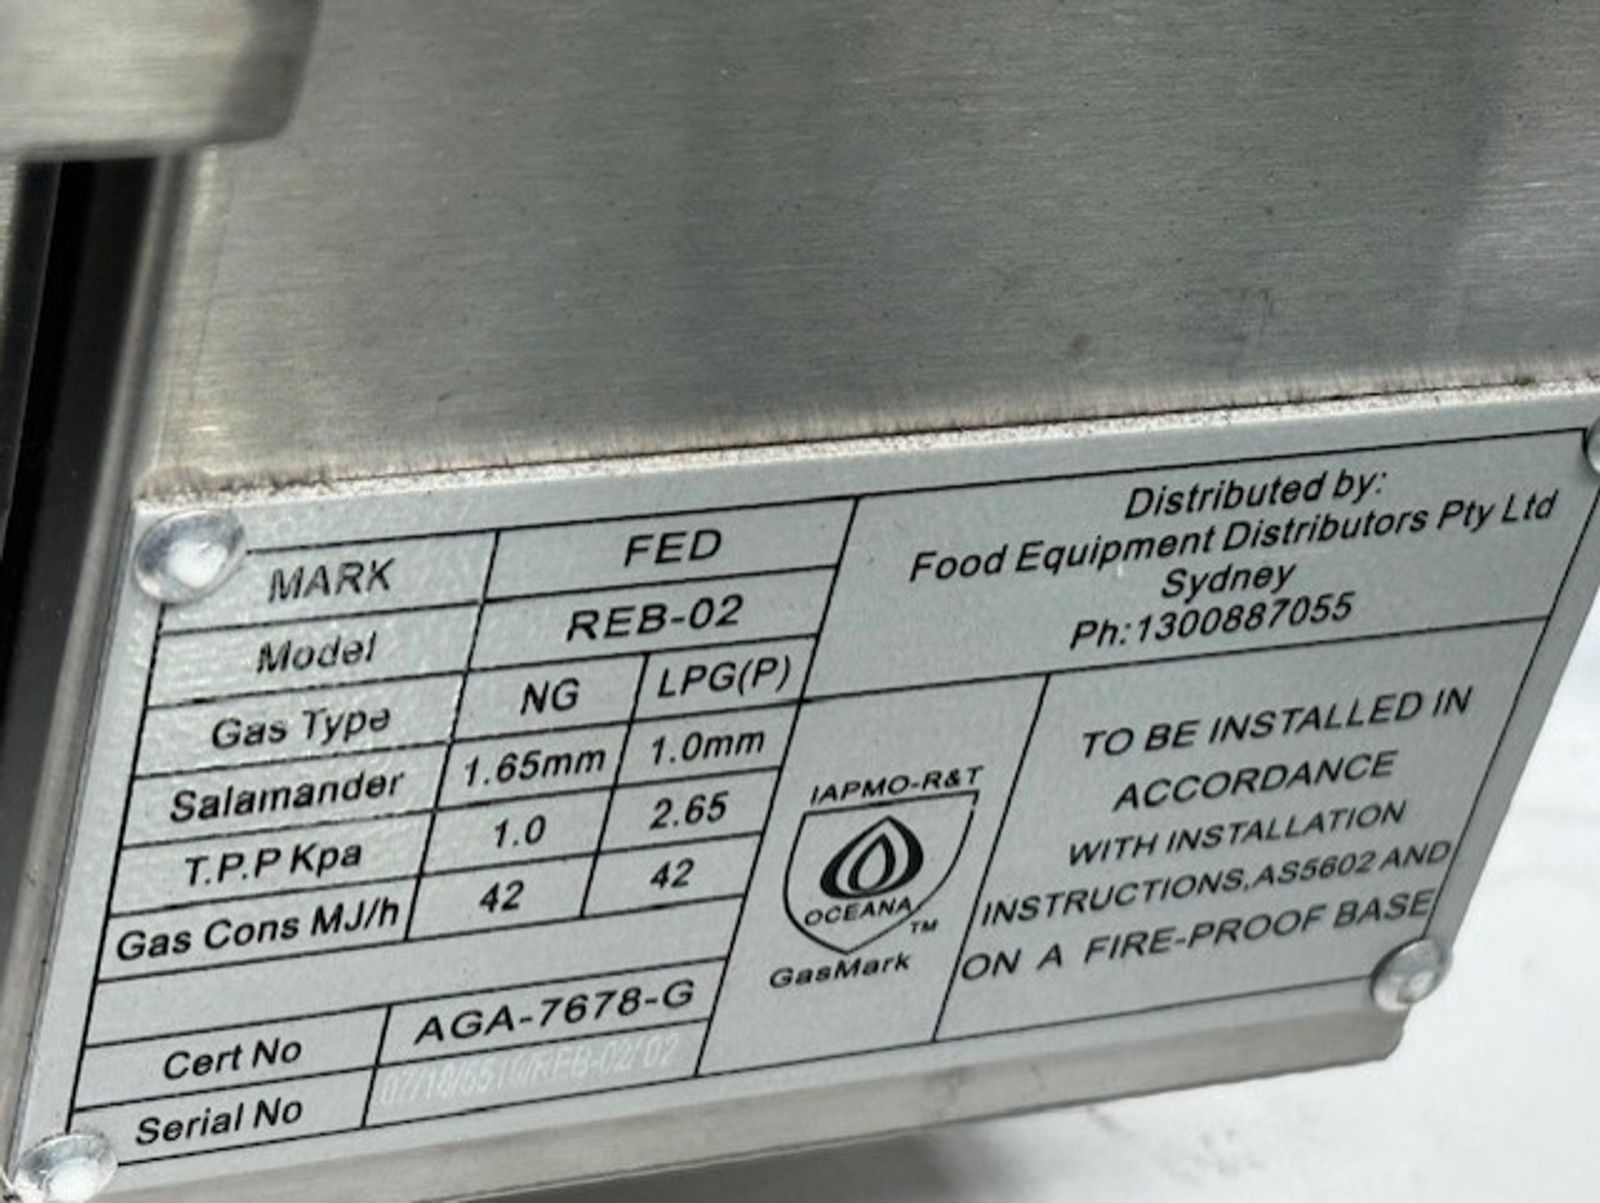 MARK FED
Model REB-02
Gas Type NG LPG(P)
Salamander 1.65mm 1.0mm
T.P.P Kpa 1.0 2.65
Gas Cons MJ/h 42 42
Cert No AGA-7678-G
Serial No
Distributed by:
Food Equipment Distributors Pty Ltd
Sydney
Ph:1300887055
IAPMO-R&T
OCEANA
TM
GasMark
TO BE INSTALLED IN
ACCORDANCE
WITH INSTALLATION
INSTRUCTIONS,AS5602 AND
ON A FIRE-PROOF BASE